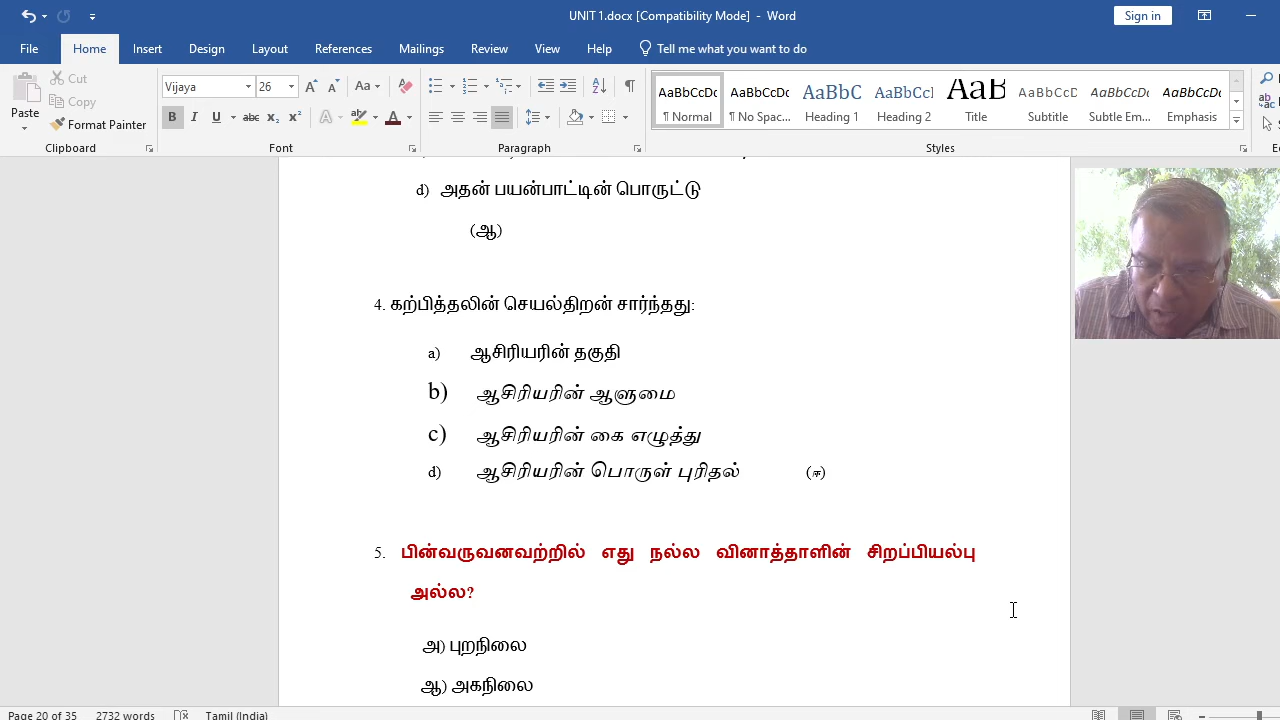 UNIT 1.docx [Compatibility Mode] - Word
Sign in
File Home Insert Design Layout References Mailings Review View Help Tell me what you want to do
Cut
Copy
Paste
Format Painter
Vijaya 26
AaBbCcDc AaBbCcDc AaBbC AaBbCcI AaB AaBbCcD AaBbCcDt AaBbCcDt
¶ Normal ¶ No Spac... Heading 1 Heading 2 Title Subtitle Subtle Em... Emphasis
Clipboard Font Paragraph Styles
d) அதன் பயன்பாட்டின் பொருட்டு
(ஆ)
4. கற்பித்தலின் செயல்திறன் சார்ந்தது:
a) ஆசிரியரின் தகுதி
b) ஆசிரியரின் ஆளுமை
c) ஆசிரியரின் கை எழுத்து
d) ஆசிரியரின் பொருள் புரிதல் (ஈ)
5. பின்வருவனவற்றில் எது நல்ல வினாத்தாளின் சிறப்பியல்பு
அல்ல?
அ) புறநிலை
ஆ) அகநிலை
Page 20 of 35 2732 words Tamil (India)